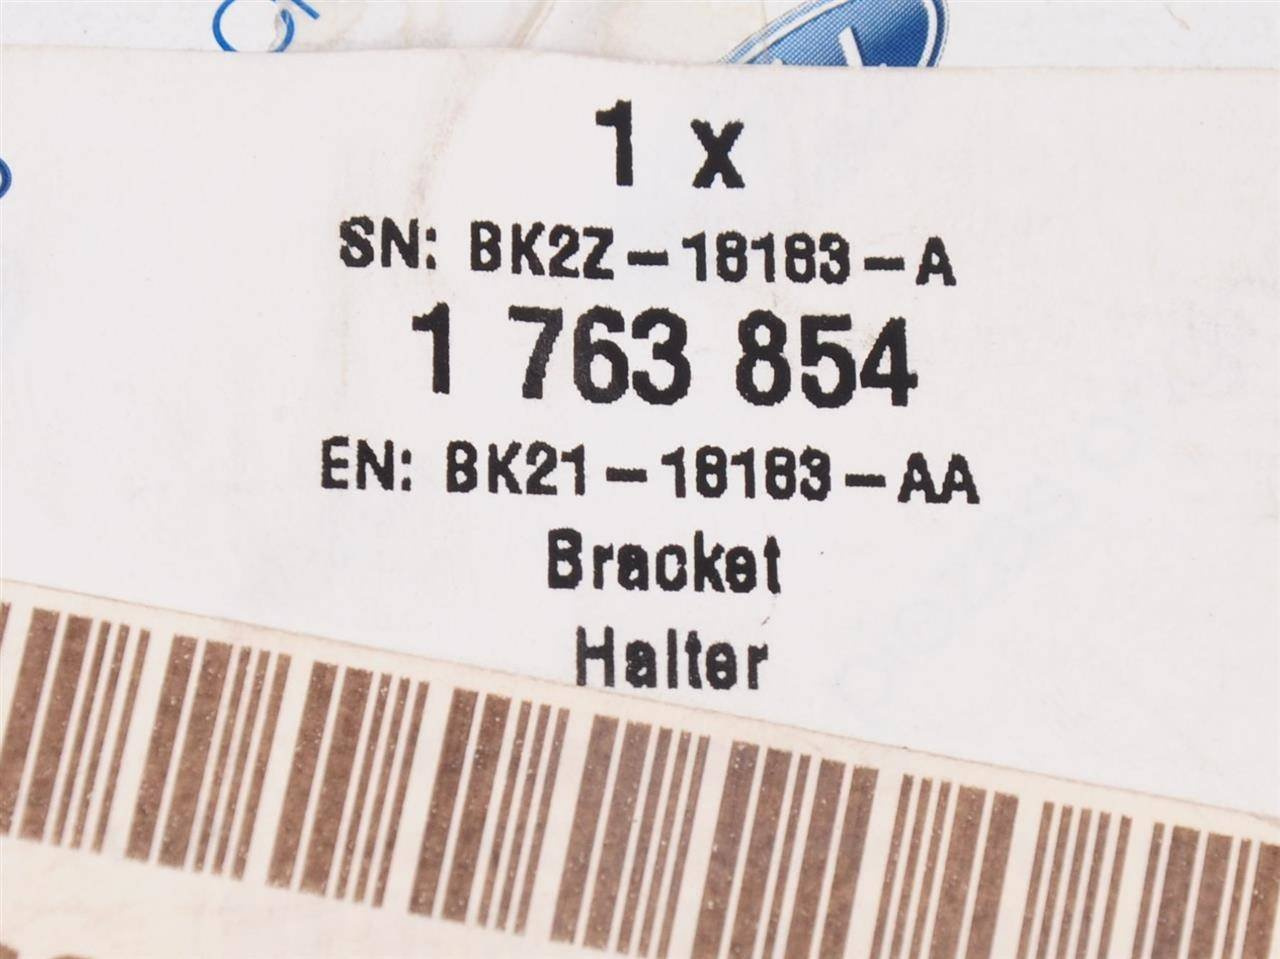 1 x
SN: BK2Z-18183-A
1 763 854
EN: BK21-18183-AA
Bracket
Halter